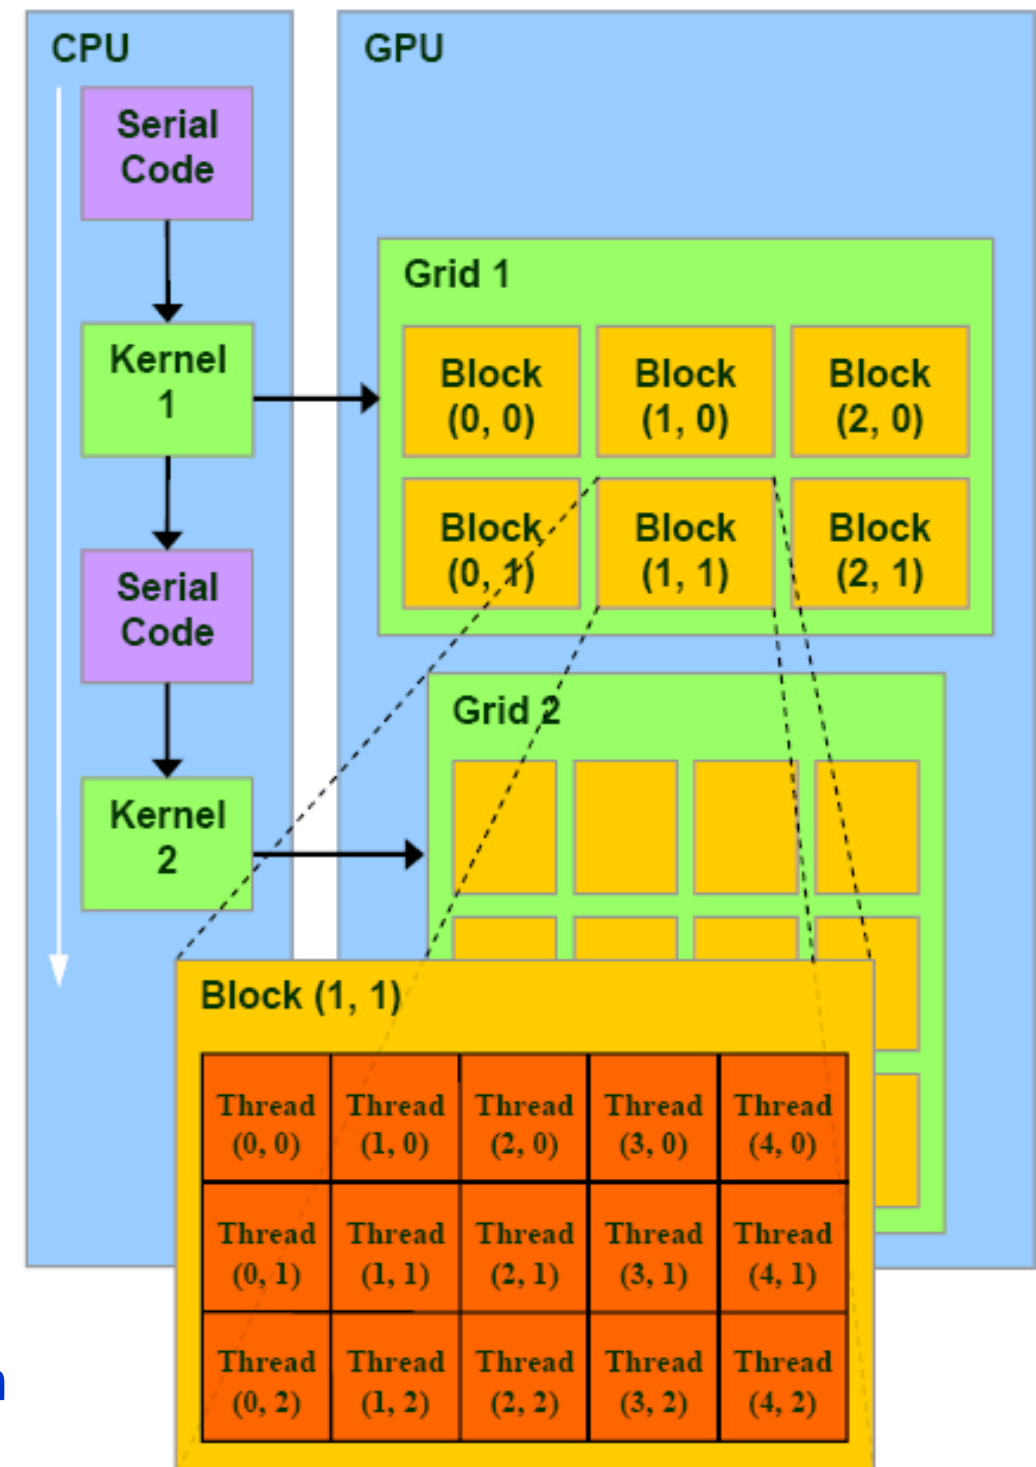 CPU
GPU
Serial
Code
Grid 1
Kernel
1
Block
(0, 0)
Block
(1, 0)
Block
(2, 0)
Block
(0, 1)
Block
(1, 1)
Block
(2, 1)
Serial
Code
Grid 2
Kernel
2
Block (1, 1)
Thread
(0, 0)
Thread
(1, 0)
Thread
(2, 0)
Thread
(3, 0)
Thread
(4, 0)
Thread
(0, 1)
Thread
(1, 1)
Thread
(2, 1)
Thread
(3, 1)
Thread
(4, 1)
Thread
(0, 2)
Thread
(1, 2)
Thread
(2, 2)
Thread
(3, 2)
Thread
(4, 2)